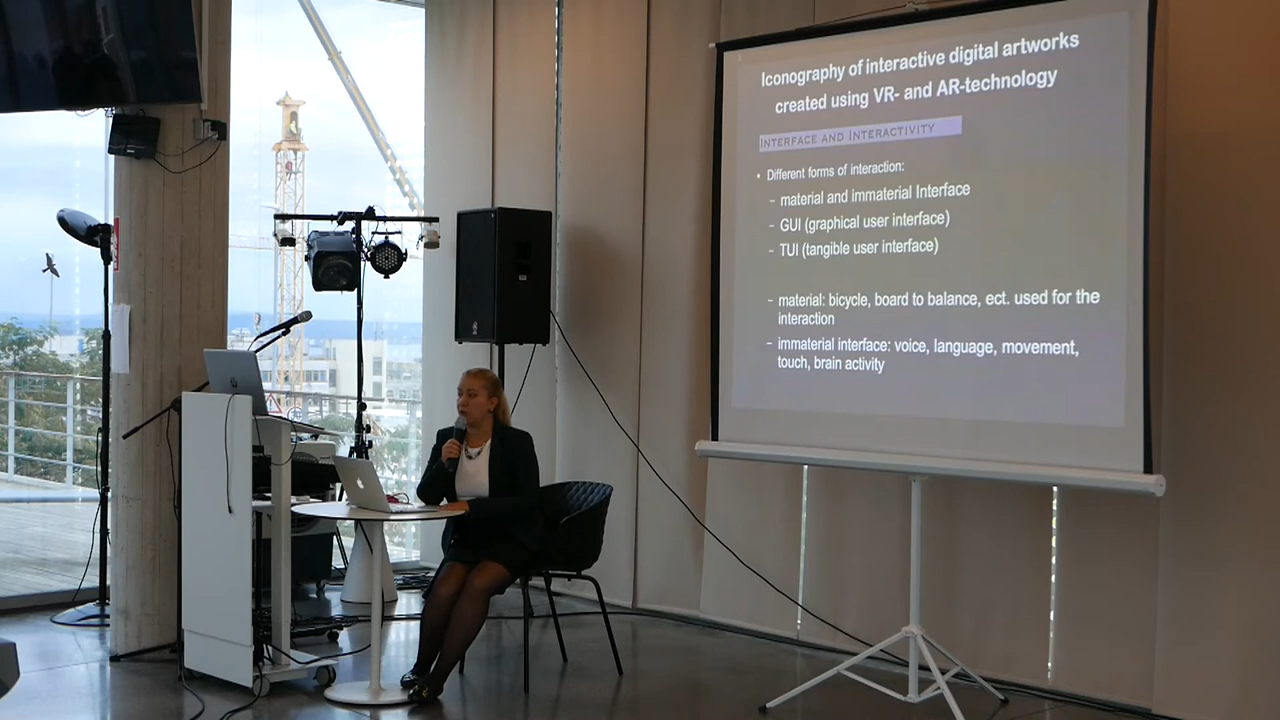 Iconography of interactive digital artworks
created using VR- and AR-technology
INTERFACE AND INTERACTIVITY
• Different forms of interaction:
– material and immaterial Interface
– GUI (graphical user interface)
– TUI (tangible user interface)
– material: bicycle, board to balance, ect. used for the
interaction
– immaterial interface: voice, language, movement,
touch, brain activity